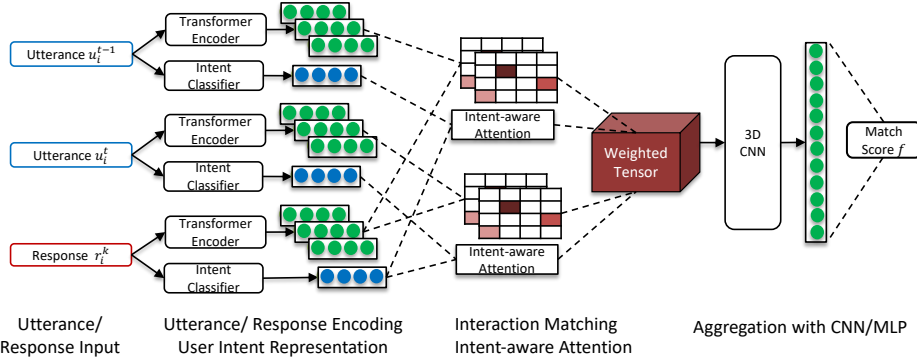 Utterance u_i^{t-1}
Transformer
Encoder
Intent
Classifier
Utterance u_i^t
Transformer
Encoder
Intent
Classifier
Response r_i^k
Transformer
Encoder
Intent
Classifier
Intent-aware
Attention
Intent-aware
Attention
Weighted
Tensor
3D
CNN
Match
Score f
Utterance/
Response Input
Utterance/ Response Encoding
User Intent Representation
Interaction Matching
Intent-aware Attention
Aggregation with CNN/MLP